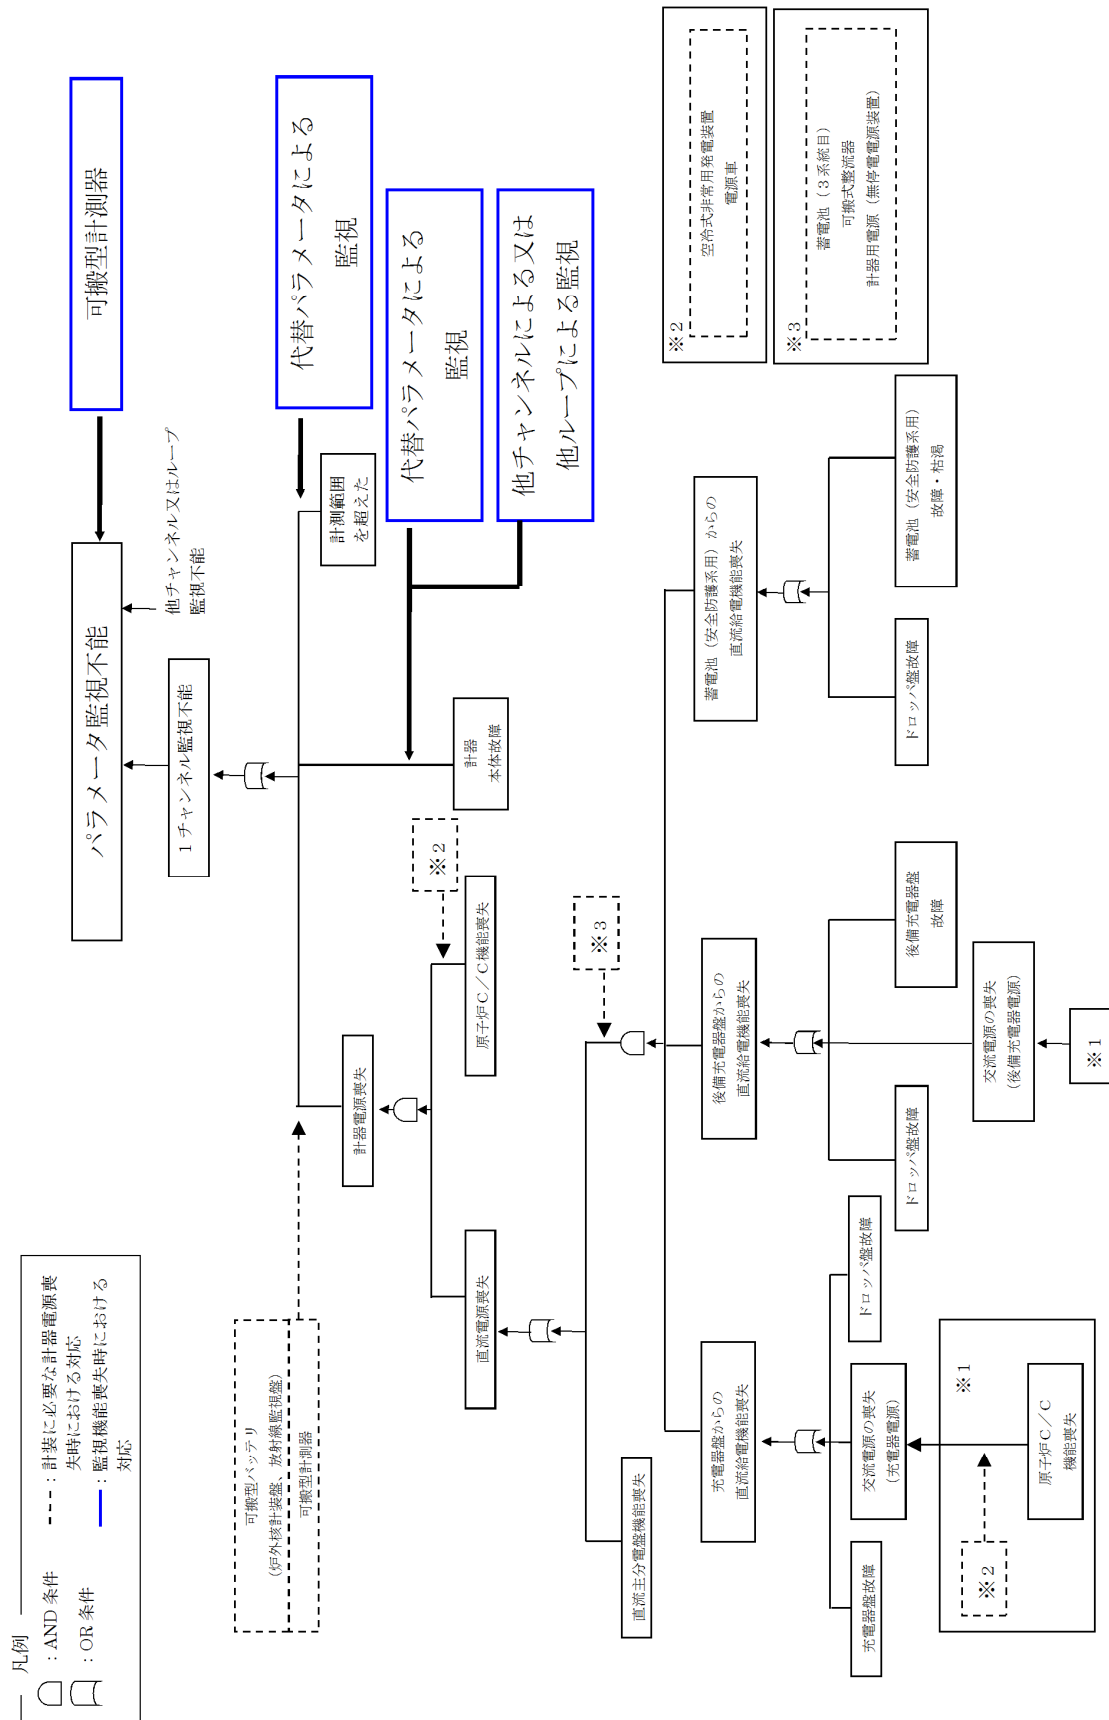 凡例
：AND 条件
：OR 条件
：計装に必要な計器電源喪
失時における対応
：監視機能喪失時における
対応
パラメータ監視不能
可搬型計測器
１チャンネル監視不能
他チャンネル又はループ
監視不能
代替パラメータによる
監視
計測範囲
を超えた
代替パラメータによる
監視
他チャンネルによる又は
他ループによる監視
計器
本体故障
可搬型バッテリ
（炉外核計装盤、放射線監視盤）
可搬型計測器
計器電源喪失
※２
直流電源喪失
原子炉Ｃ／Ｃ機能喪失
※３
直流主分電盤機能喪失
充電器盤からの
直流給電機能喪失
後備充電器盤からの
直流給電機能喪失
蓄電池（安全防護系用）からの
直流給電機能喪失
充電器盤故障
交流電源の喪失
（充電器電源）
ドロッパ盤故障
ドロッパ盤故障
後備充電器盤
故障
交流電源の喪失
（後備充電器電源）
※１
ドロッパ盤故障
蓄電池（安全防護系用）
故障・枯渇
※１
※２
原子炉Ｃ／Ｃ
機能喪失
※２
空冷式非常用発電装置
電源車
※３
蓄電池（３系統目）
可搬式整流器
計器用電源（無停電電源装置）